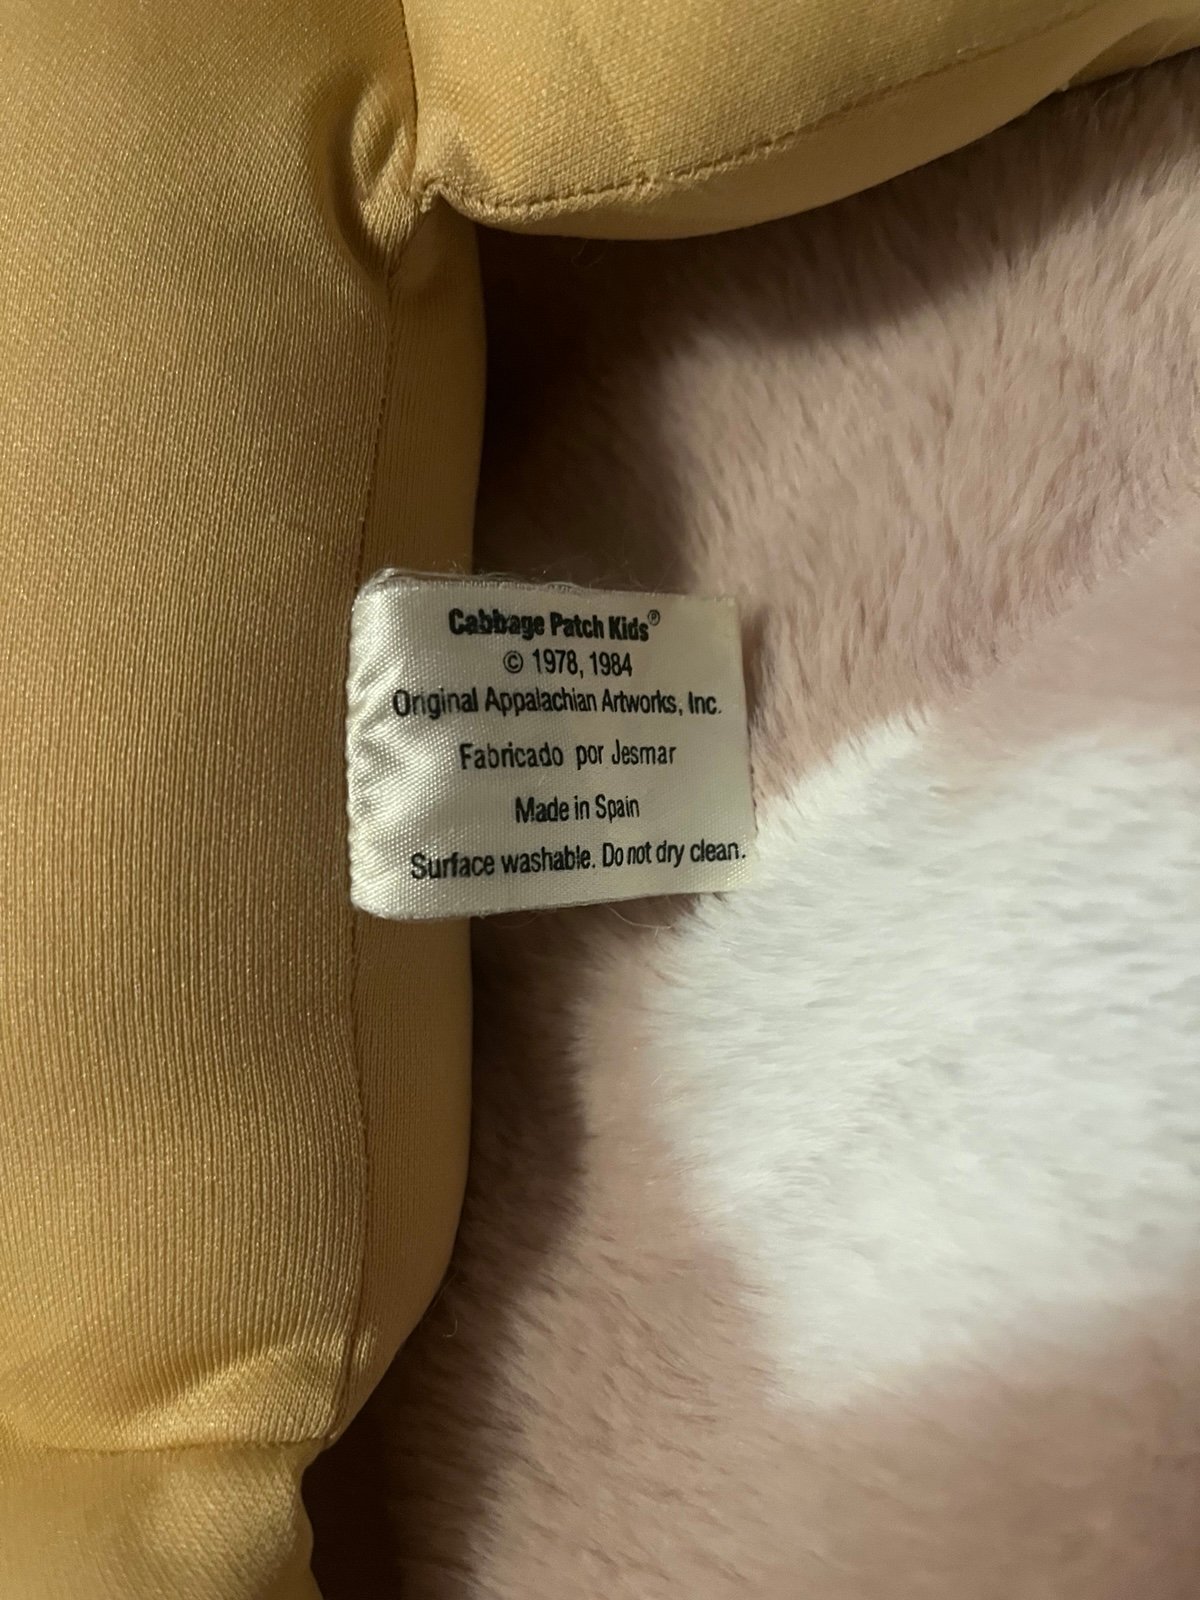 Cabbage Patch Kids®
© 1978, 1984
Original Appalachian Artworks, Inc.
Fabricado por Jesmar
Made in Spain
Surface washable. Do not dry clean.